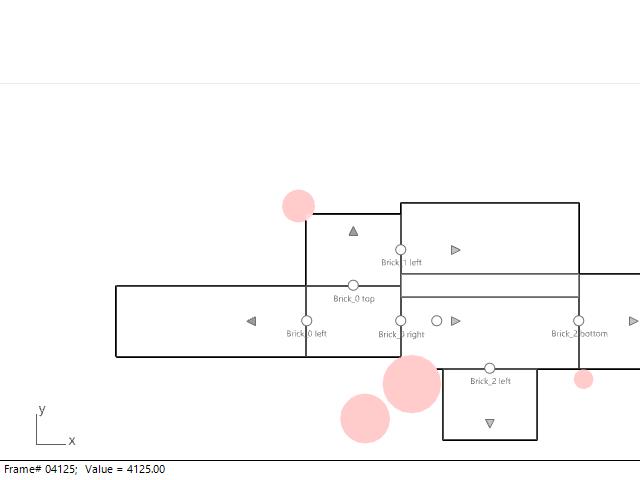 Brick_1 left
Brick_0 top
Brick_0 left
Brick_0 right
Brick_2 bottom
Brick_2 left
y
x
Frame# 04125; Value = 4125.00